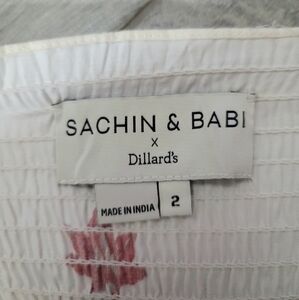 SACHIN & BABI
x
Dillard's
MADE IN INDIA 2